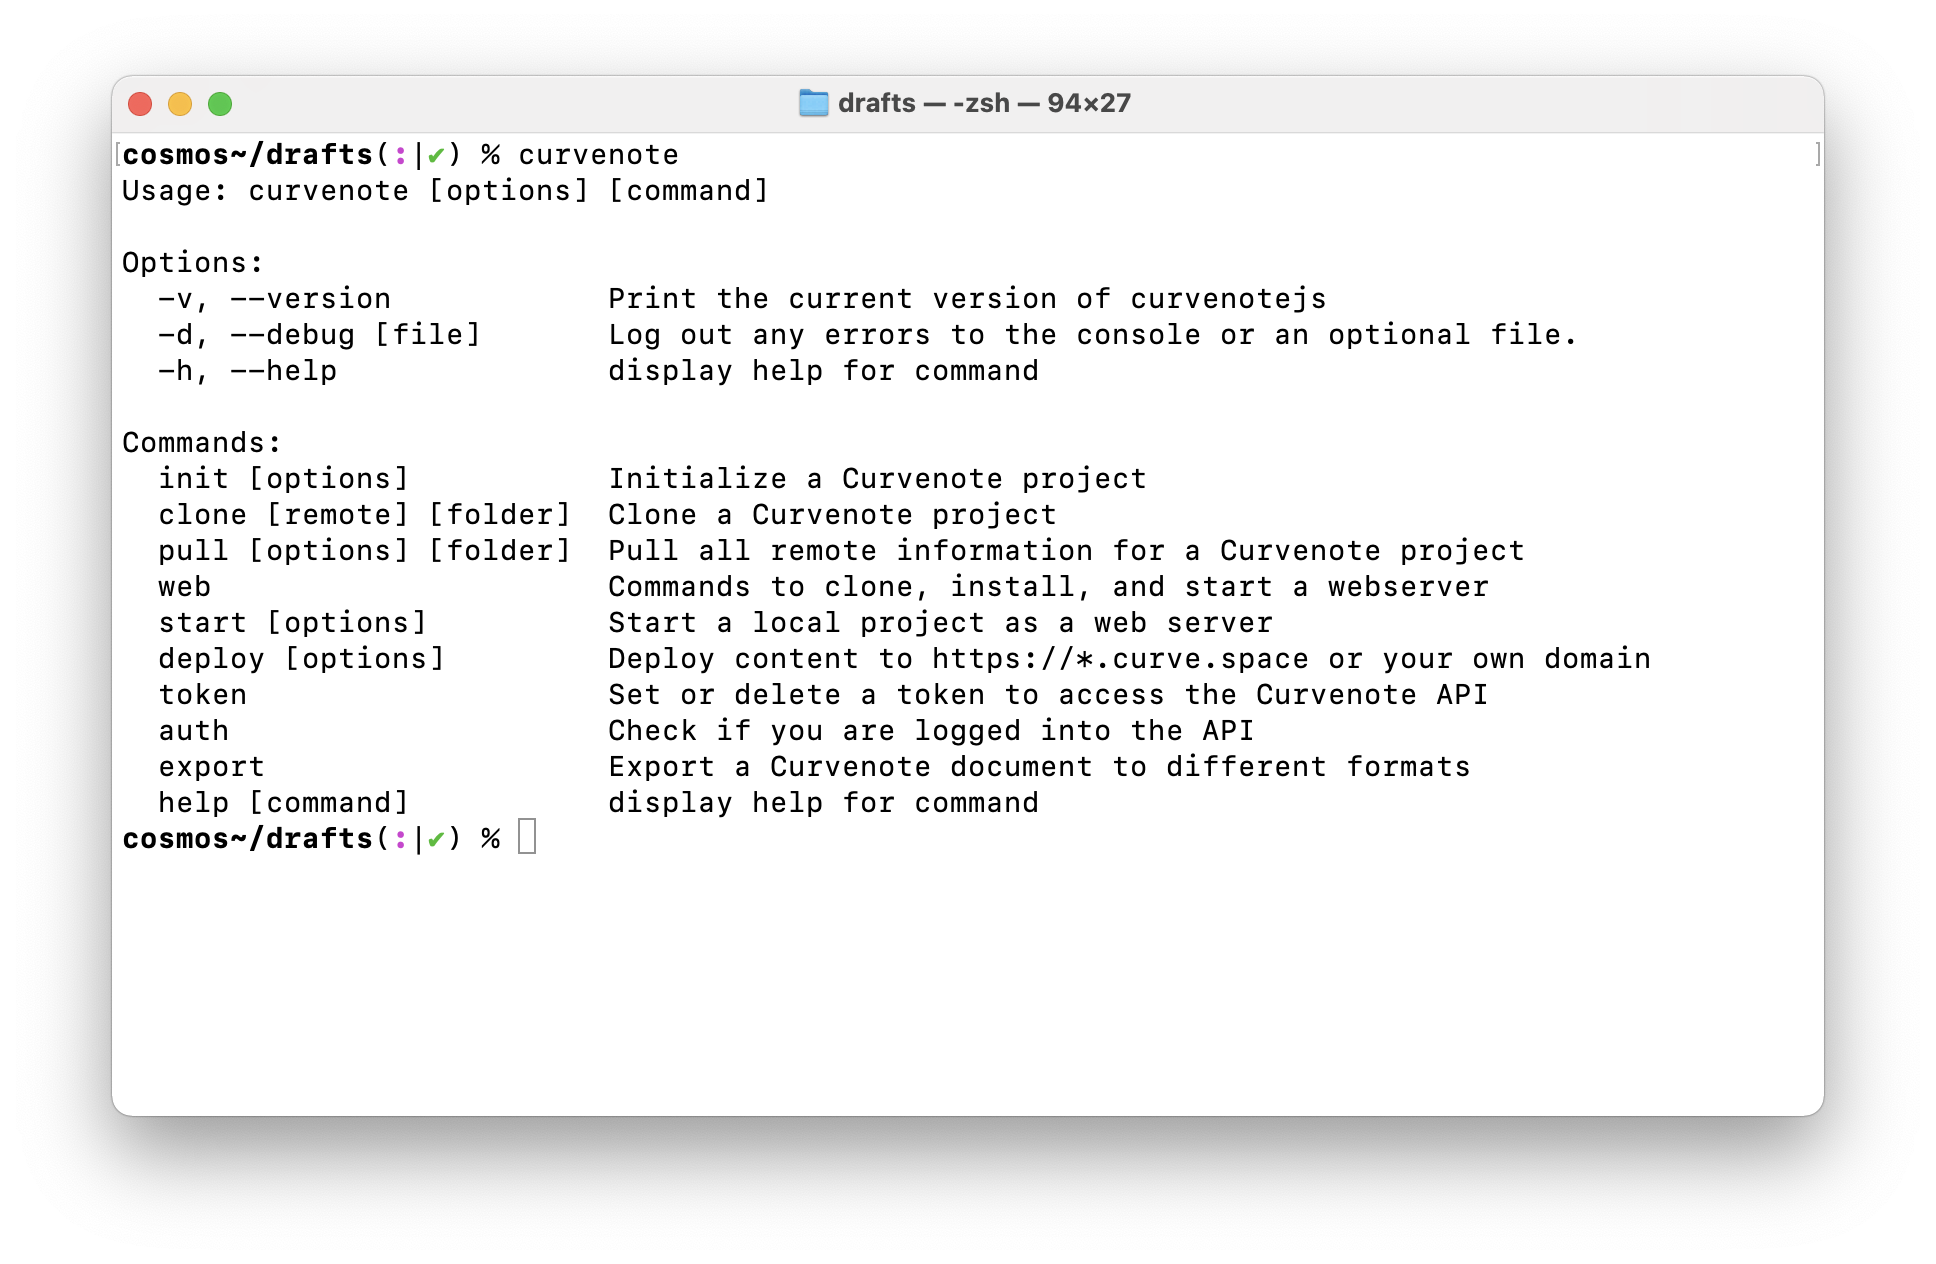 drafts — -zsh — 94×27
[cosmos~/drafts(:|✔) % curvenote ]
Usage: curvenote [options] [command]

Options:
  -v, --version            Print the current version of curvenotejs
  -d, --debug [file]       Log out any errors to the console or an optional file.
  -h, --help               display help for command

Commands:
  init [options]           Initialize a Curvenote project
  clone [remote] [folder]  Clone a Curvenote project
  pull [options] [folder]  Pull all remote information for a Curvenote project
  web                      Commands to clone, install, and start a webserver
  start [options]          Start a local project as a web server
  deploy [options]         Deploy content to https://*.curve.space or your own domain
  token                    Set or delete a token to access the Curvenote API
  auth                     Check if you are logged into the API
  export                   Export a Curvenote document to different formats
  help [command]           display help for command
cosmos~/drafts(:|✔) %